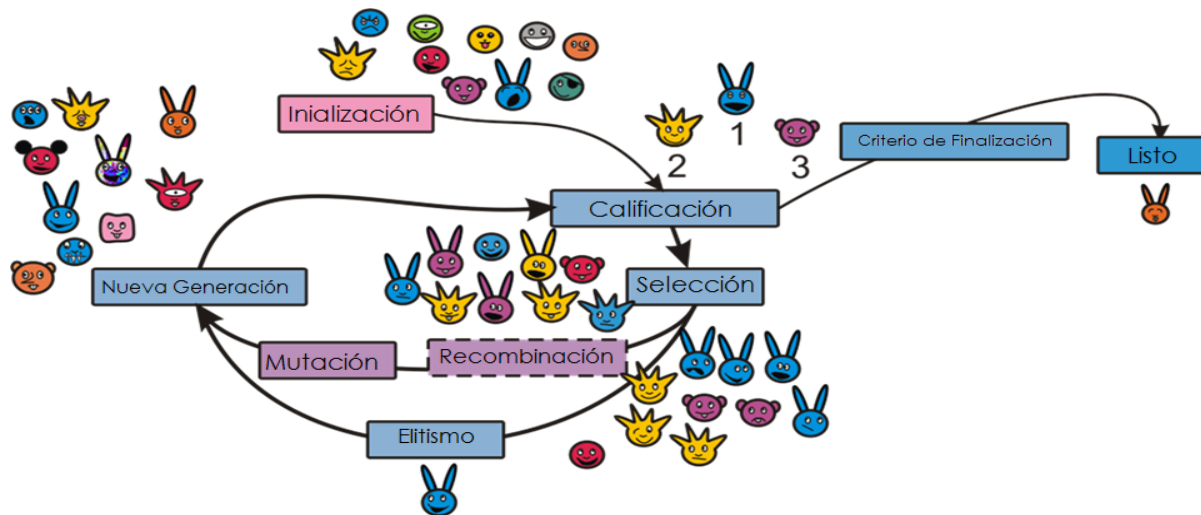 Inialización
2
1
3
Criterio de Finalización
Listo
Calificación
Nueva Generación
Selección
Mutación
Recombinación
Elitismo